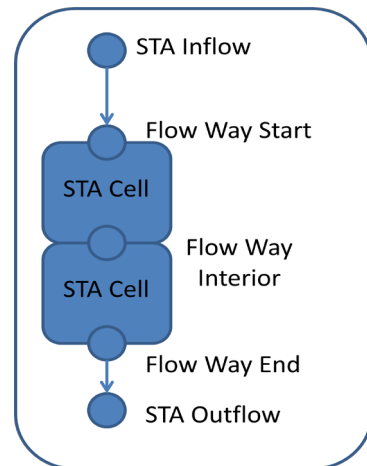 STA Inflow
Flow Way Start
STA Cell
Flow Way
Interior
STA Cell
Flow Way End
STA Outflow